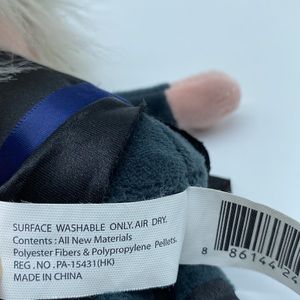 SURFACE WASHABLE ONLY. AIR DRY.
Contents : All New Materials
Polyester Fibers & Polypropylene Pellets.
REG . NO . PA-15431(HK)
MADE IN CHINA
8 86144 24